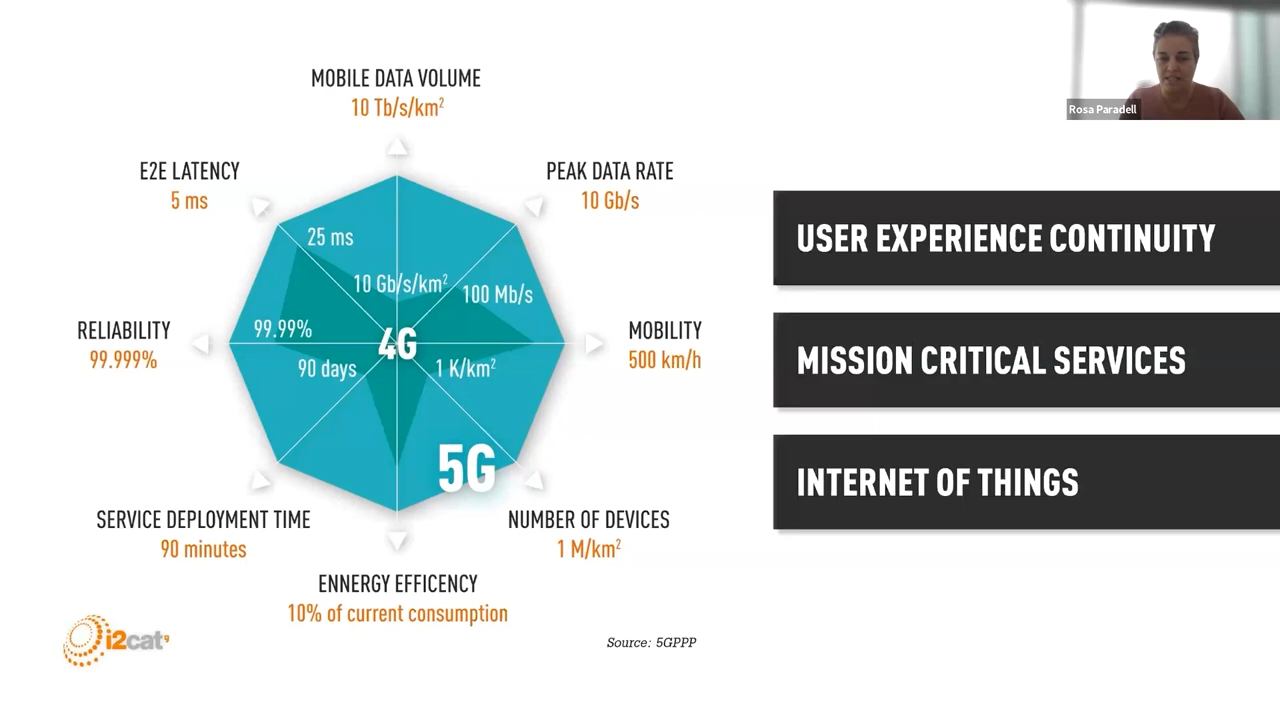 Rosa Paradell
MOBILE DATA VOLUME
10 Tb/s/km²
E2E LATENCY
5 ms
PEAK DATA RATE
10 Gb/s
25 ms
10 Gb/s/km²
100 Mb/s
RELIABILITY
99.999%
99.99%
4G
MOBILITY
500 km/h
90 days
1 K/km²
5G
SERVICE DEPLOYMENT TIME
90 minutes
NUMBER OF DEVICES
1 M/km²
ENNERGY EFFICENCY
10% of current consumption
USER EXPERIENCE CONTINUITY
MISSION CRITICAL SERVICES
INTERNET OF THINGS
i2cat
Source: 5GPPP